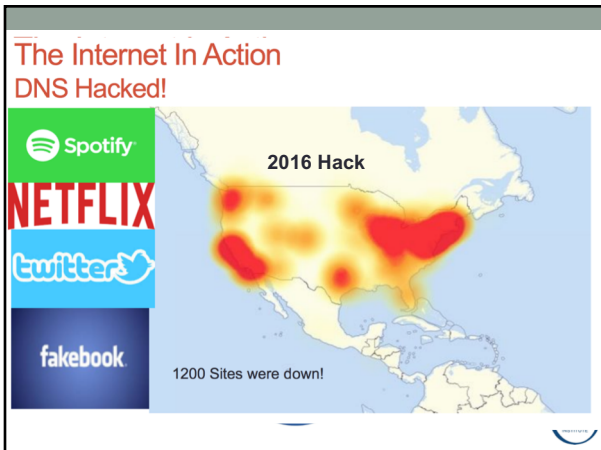 The Internet In Action
DNS Hacked!
Spotify
2016 Hack
NETFLIX
twitter
fakebook
1200 Sites were down!